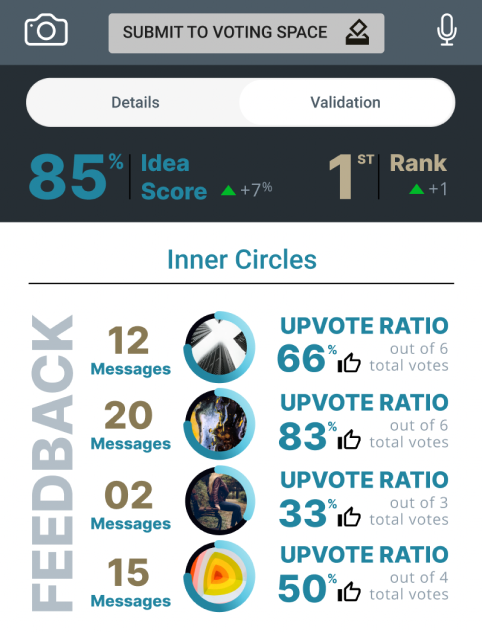 SUBMIT TO VOTING SPACE
Details
Validation
85%
Idea
Score
+7%
1ST
Rank
+1
Inner Circles
FEEDBACK
12
Messages
UPVOTE RATIO
66%
out of 6
total votes
20
Messages
UPVOTE RATIO
83%
out of 6
total votes
02
Messages
UPVOTE RATIO
33%
out of 3
total votes
15
Messages
UPVOTE RATIO
50%
out of 4
total votes